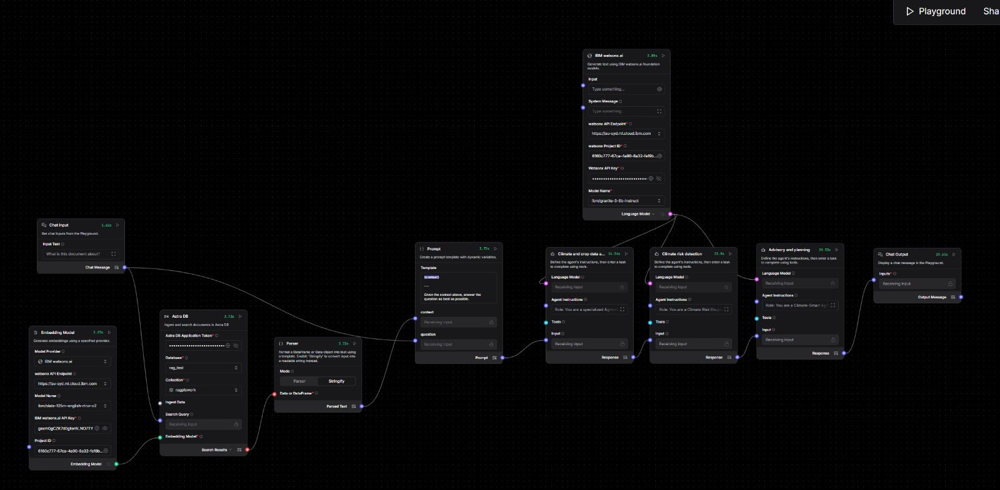 Playground
Sha
IBM watsonx.ai
2.89s
Generate text using IBM watsonx.ai foundation
models.
Input
Type something...
System Message
Type something...
watsonx API Endpoint*
https://au-syd.ml.cloud.ibm.com
watsonx Project ID*
6160c777-67ca-4a90-8a32-fe19b...
Watsonx API Key*
Model Name*
ibm/granite-3-8b-instruct
Language Model
Chat Input
1.62s
Get chat inputs from the Playground.
Input Text
What is this document about?
Chat Message
Embedding Model
2.25s
Generate embeddings using a specified provider.
Model Provider
IBM watsonx.ai
watsonx API Endpoint
https://au-syd.ml.cloud.ibm.com
Model Name
ibm/slate-125m-english-rtrvr-v2
IBM watsonx.ai API Key*
Project ID
6160c777-67ca-4a90-8a32-fe19b...
Embedding Model
Astra DB
3.72s
Ingest and search documents in Astra DB
Astra DB Application Token*
Database*
rag_test
Collection*
ragplswork
Ingest Data
Search Query
Receiving input
Embedding Model*
Search Results
Parser
3.73s
Format a DataFrame or Data object into text using
a template. Enable 'Stringify' to convert input into
a readable string instead.
Mode
Parser
Stringify
Data or DataFrame*
Parsed Text
Prompt
3.73s
Create a prompt template with dynamic variables.
Template
{context}
---
Given the context above, answer the
question as best as possible.
context
Receiving input
question
Receiving input
Prompt
Climate and crop data a...
14.24s
Define the agent's instructions, then enter a task
to complete using tools.
Language Model
Receiving input
Agent Instructions
Role: You are a specialized Agric
Tools
Input
Receiving input
Response
Climate risk detection
21.8s
Define the agent's instructions, then enter a task
to complete using tools.
Language Model
Receiving input
Agent Instructions
Role: You are a Climate Risk Diagn
Tools
Input
Receiving input
Response
Advisory and planning
29.53s
Define the agent's instructions, then enter a task
to complete using tools.
Language Model
Receiving input
Agent Instructions
Role: You are a Climate-Smart Agr
Tools
Input
Receiving input
Response
Chat Output
29.61s
Display a chat message in the Playground.
Inputs*
Receiving input
Output Message